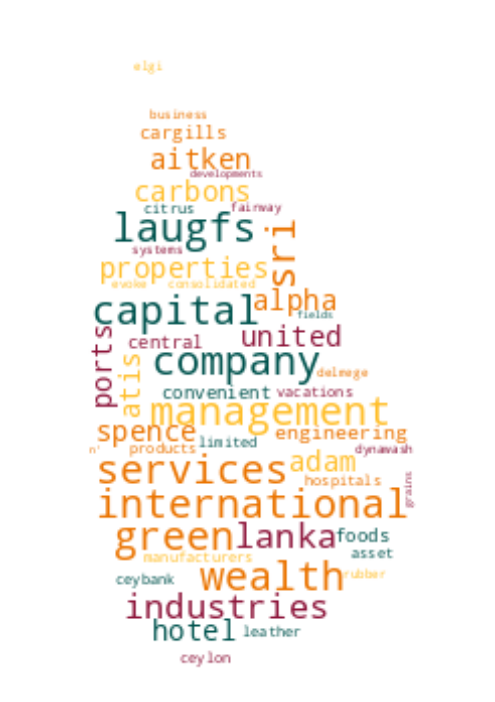 elgi
business
cargills
aitken
developments
carbons
citrus fairway
laugfs
sri
systems
properties
evoke consolidated
capital alpha
fields
united
ports central
company
atis delmege
convenient vacations
management
spence limited engineering
n' products dynawash
services adam
hospitals
international grains
green lanka foods
manufacturers asset
ceybank wealth rubber
industries
hotel leather
ceylon